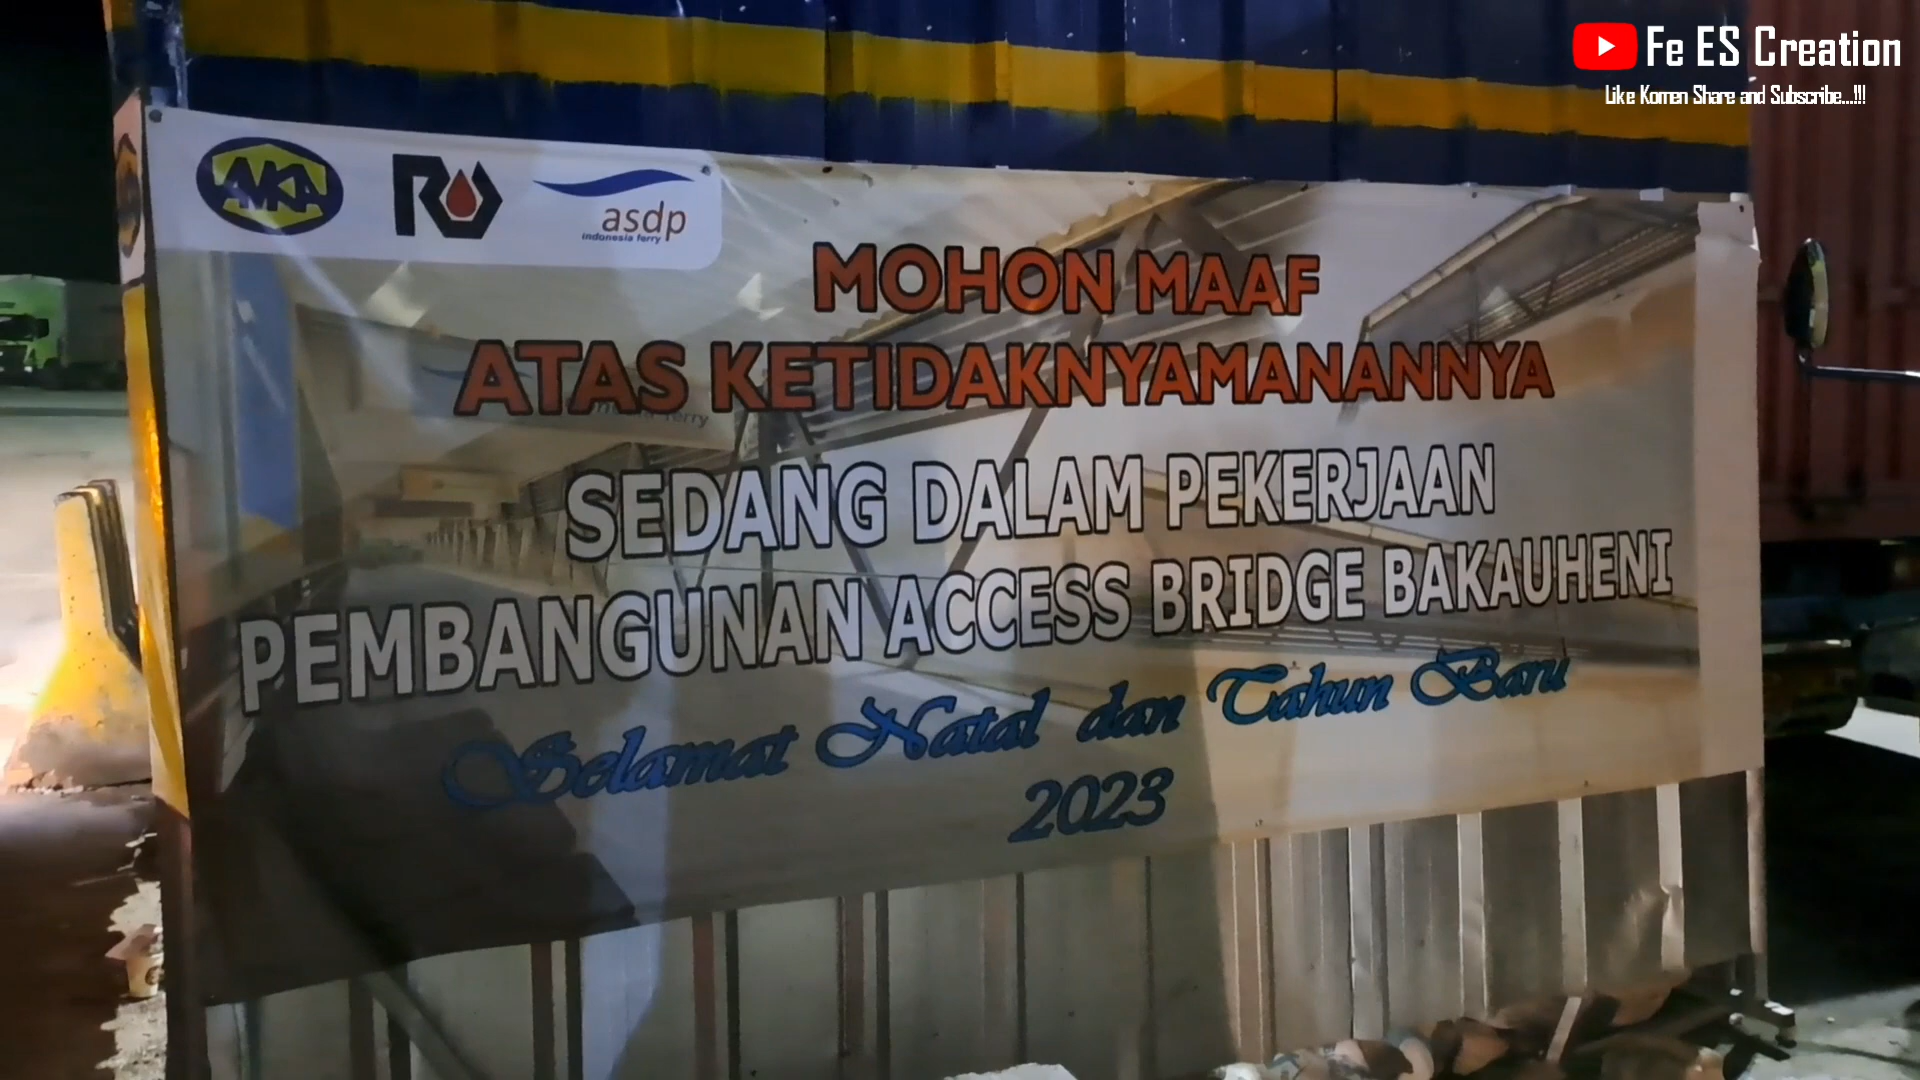 Fe ES Creation
Like Komen Share and Subscribe...!!!
AVKA
asdp
indonesia ferry
MOHON MAAF
ATAS KETIDAKNYAMANANNYA
SEDANG DALAM PEKERJAAN
PEMBANGUNAN ACCESS BRIDGE BAKAUHENI
Selamat Natal dan Tahun Baru
2023